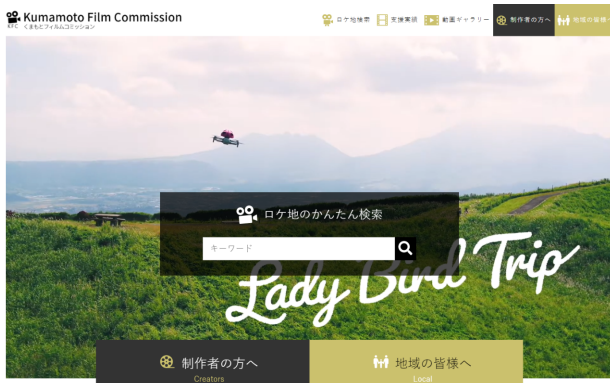 Kumamoto Film Commission
KFC くまもとフィルムコミッション
ロケ地検索
支援実績
動画ギャラリー
制作者の方へ
地域の皆様へ
ロケ地のかんたん検索
キーワード
Lady Bird Trip
制作者の方へ
Creators
地域の皆様へ
Local